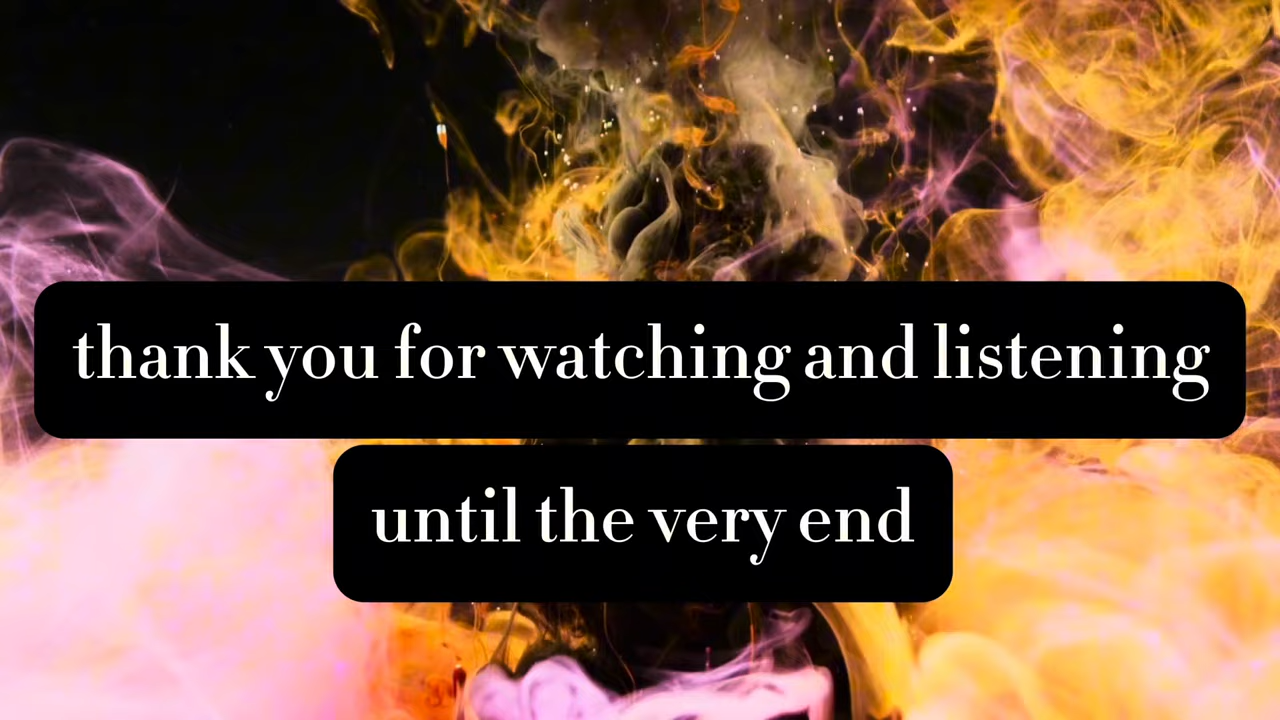 thank you for watching and listening
until the very end